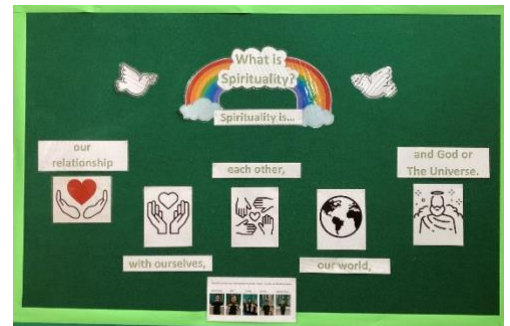 What is
Spirituality?
Spirituality is...
our
relationship
with ourselves,
each other,
our world,
and God or
The Universe.